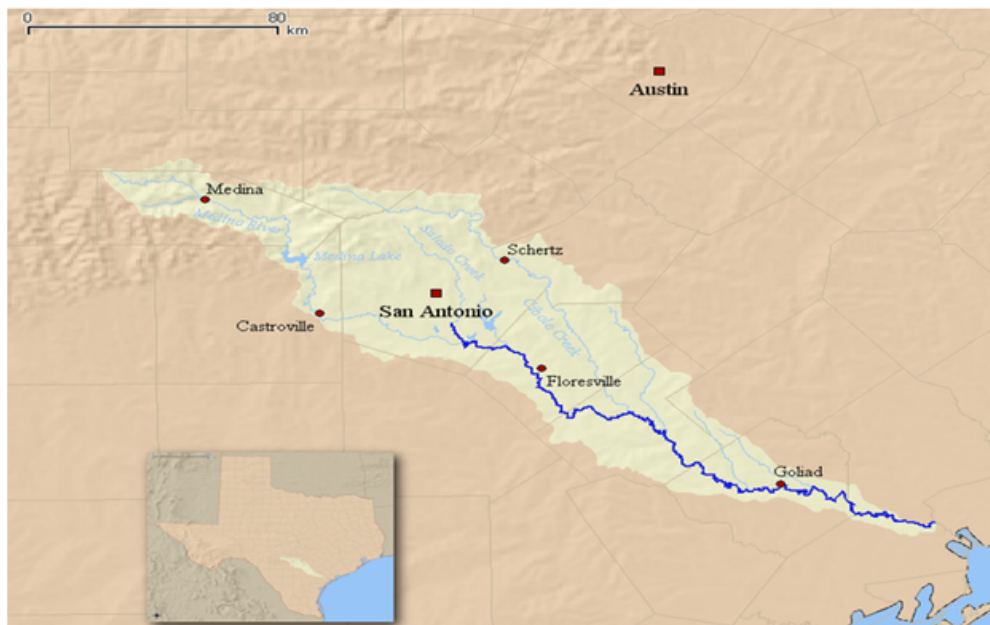 0 80
km
Austin
Medina
Medina River
Salado Creek
Schertz
Medina Lake
San Antonio
Cibolo Creek
Castroville
Floresville
Goliad